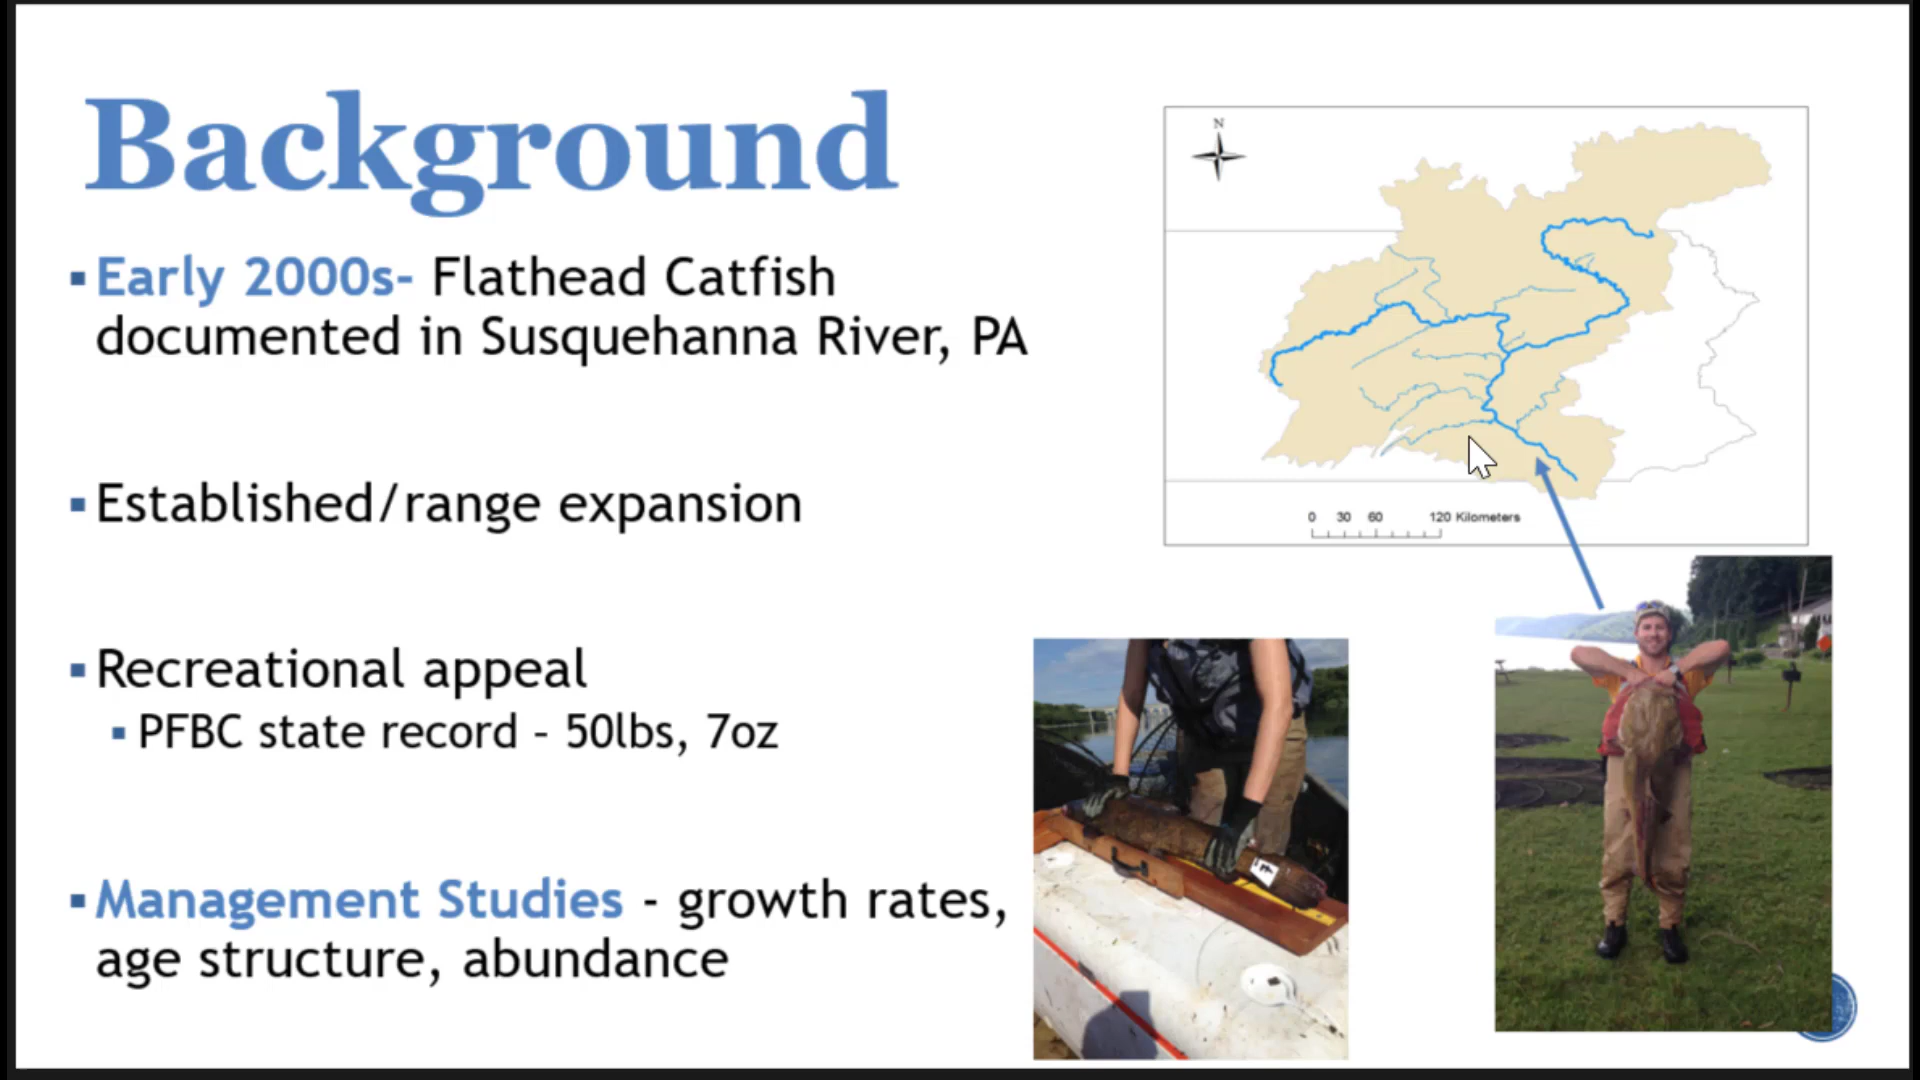 Background
▪Early 2000s- Flathead Catfish
documented in Susquehanna River, PA
▪Established/range expansion
▪Recreational appeal
▪PFBC state record – 50lbs, 7oz
▪Management Studies - growth rates,
age structure, abundance
N
0 30 60 120 Kilometers